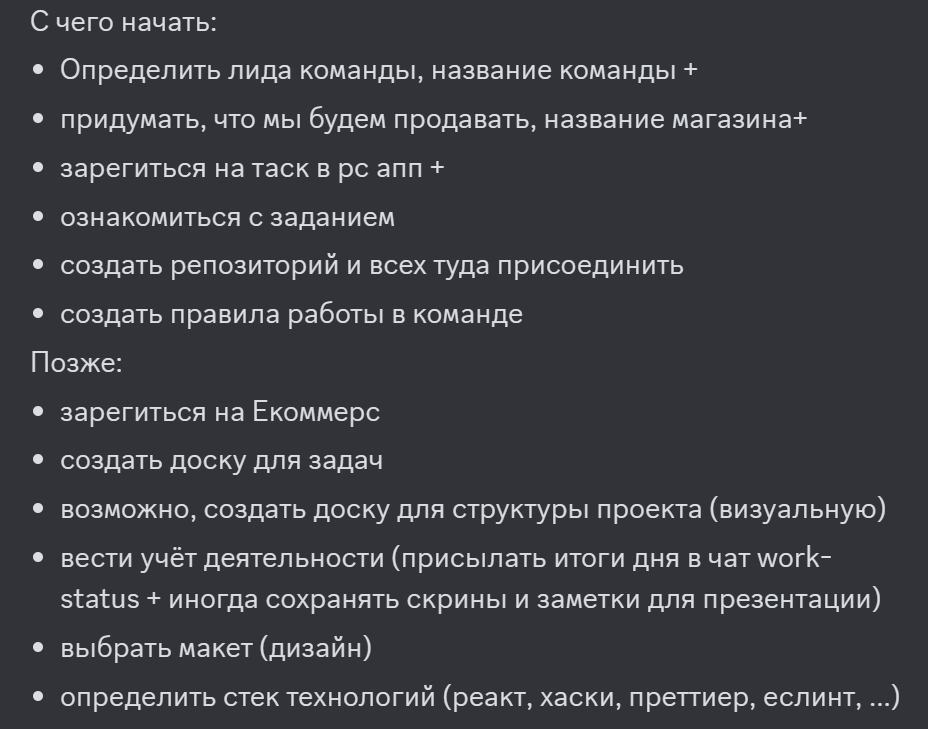 С чего начать:
• Определить лида команды, название команды +
• придумать, что мы будем продавать, название магазина+
• зарегиться на таск в рс апп +
• ознакомиться с заданием
• создать репозиторий и всех туда присоединить
• создать правила работы в команде
Позже:
• зарегиться на Екоммерс
• создать доску для задач
• возможно, создать доску для структуры проекта (визуальную)
• вести учёт деятельности (присылать итоги дня в чат work-
status + иногда сохранять скрины и заметки для презентации)
• выбрать макет (дизайн)
• определить стек технологий (реакт, хаски, преттиер, еслинт, ...)